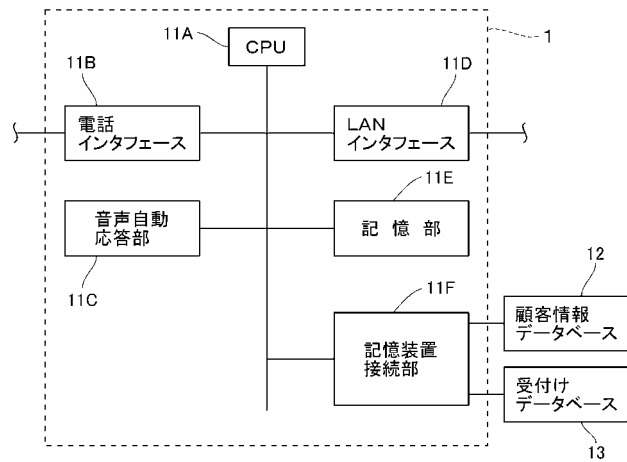 11A
CPU
1
11B
電話
インタフェース
11D
LAN
インタフェース
音声自動
応答部
11C
11E
記憶部
11F
記憶装置
接続部
12
顧客情報
データベース
受付け
データベース
13